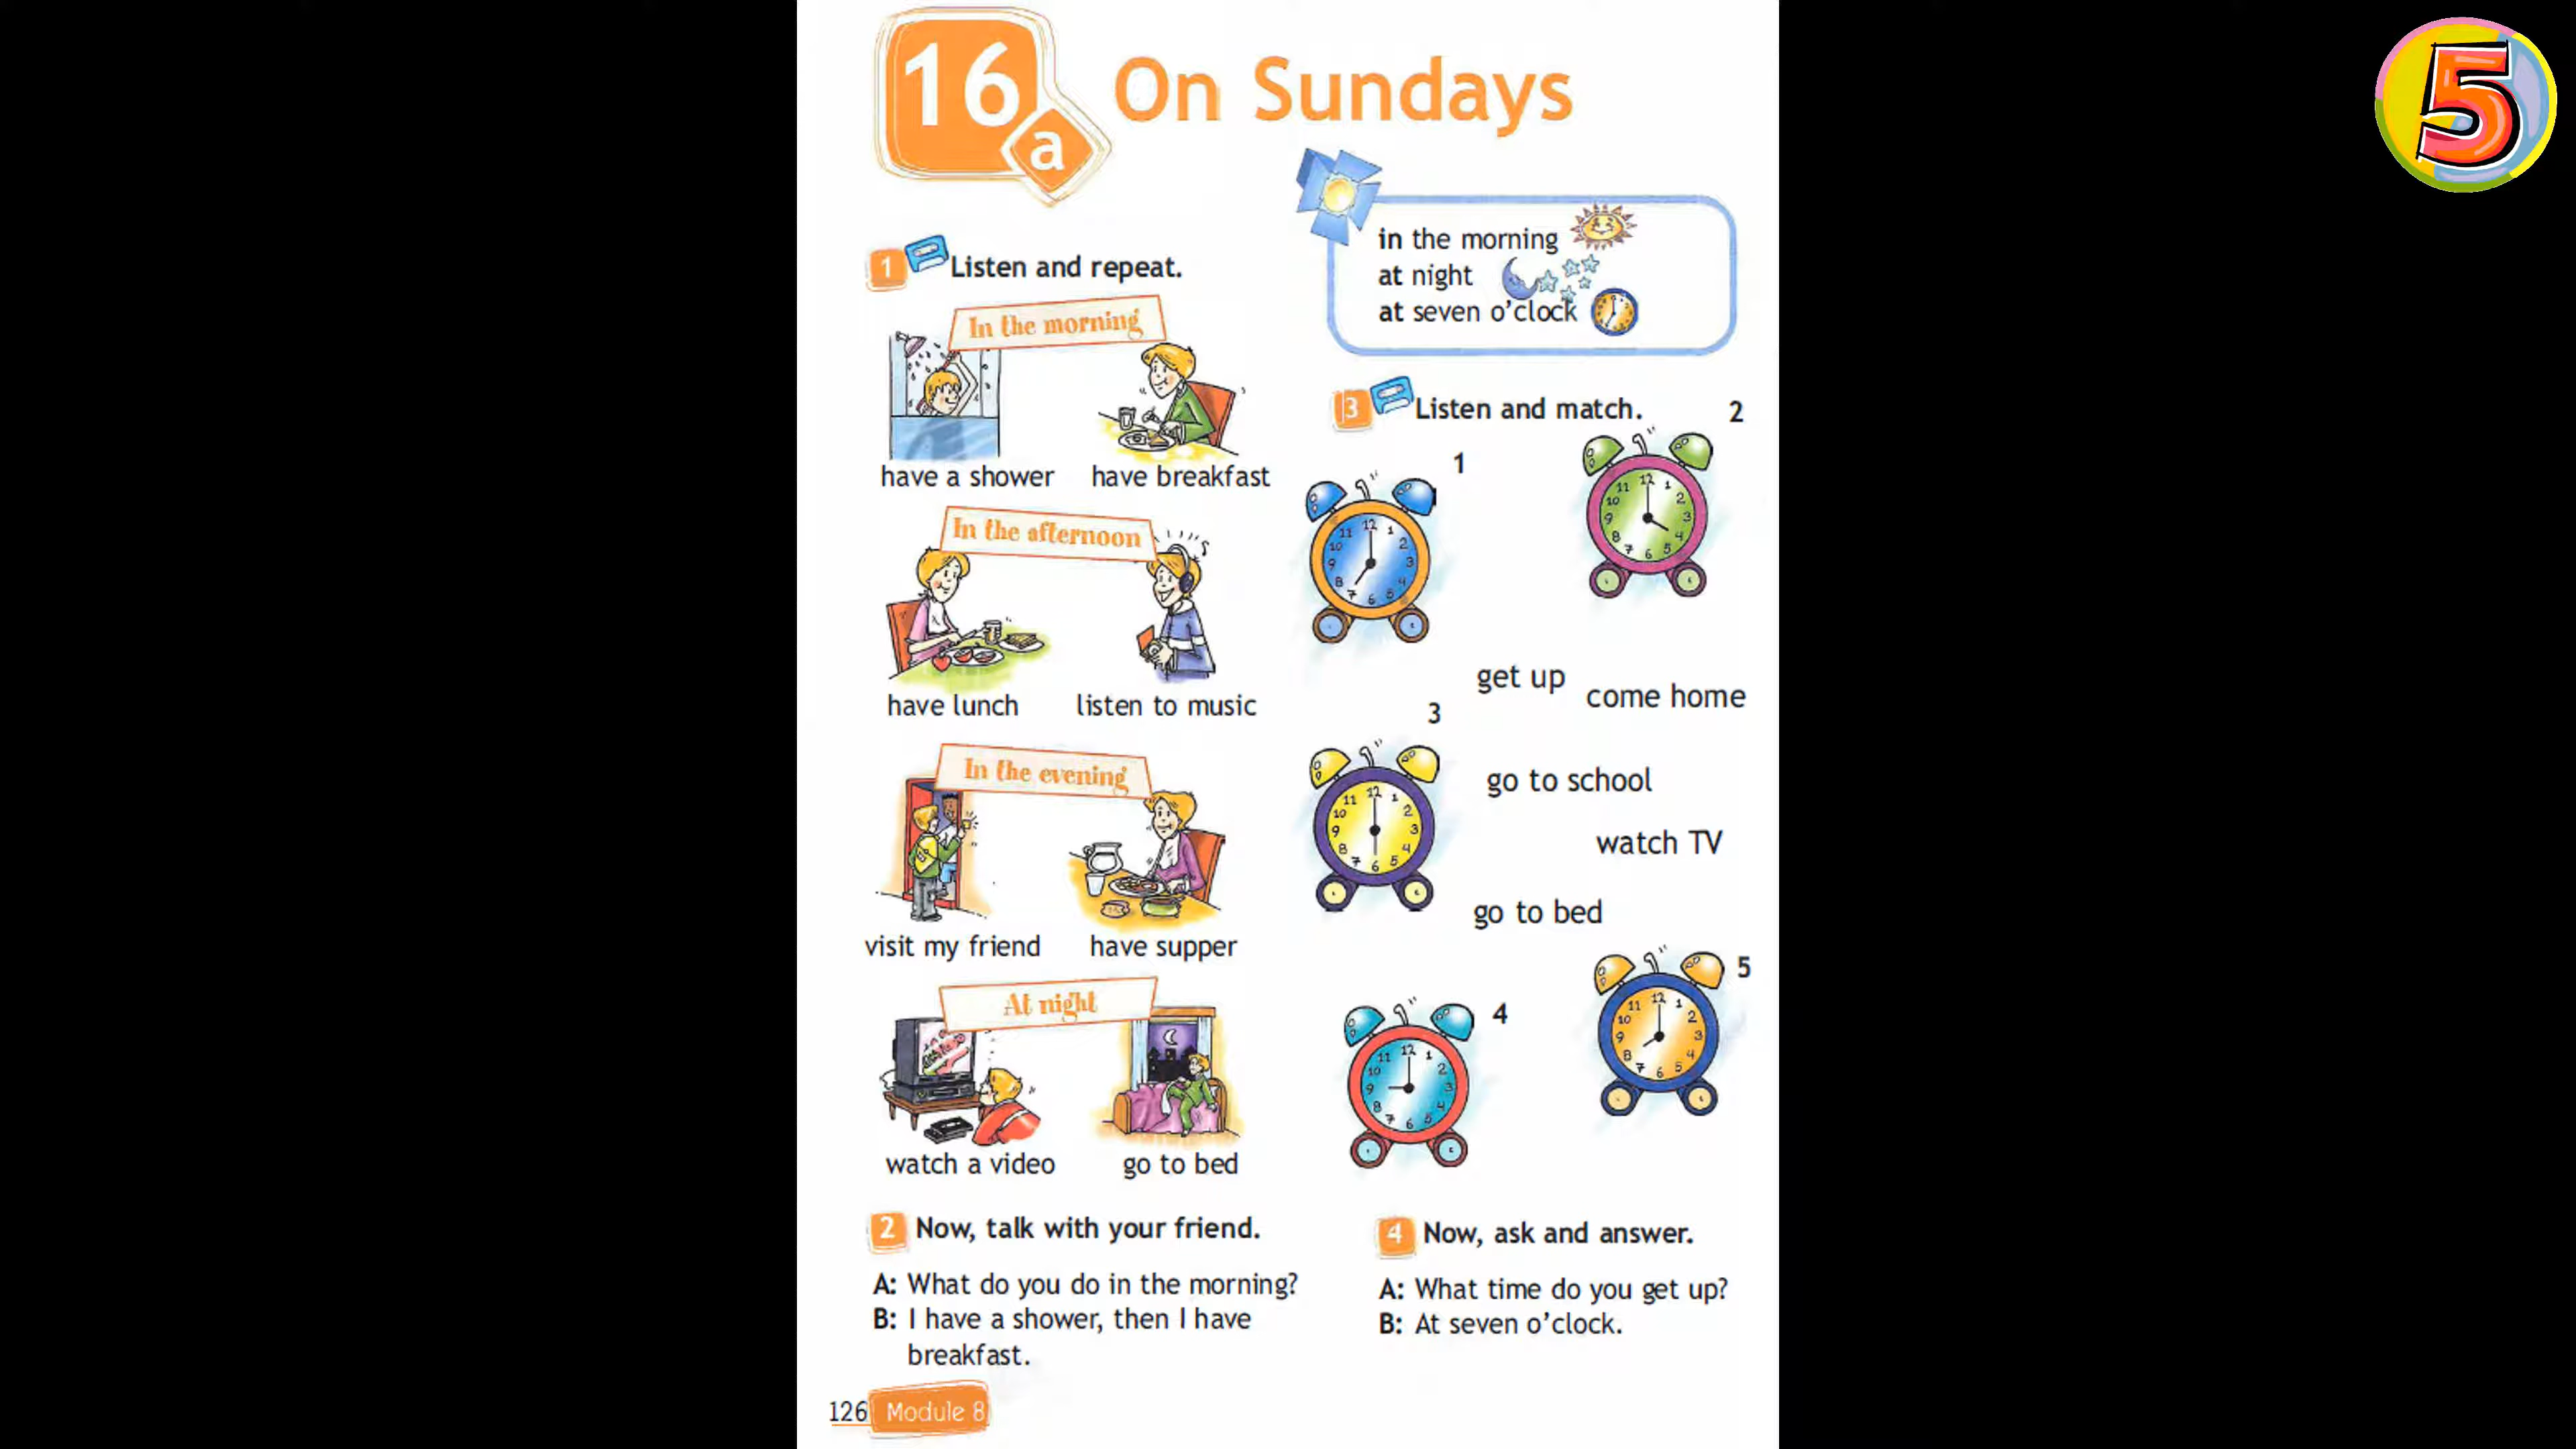 16
a
On Sundays
1 Listen and repeat.
In the morning
have a shower
have breakfast
In the afternoon
have lunch
listen to music
In the evening
visit my friend
have supper
At night
watch a video
go to bed
2 Now, talk with your friend.
A: What do you do in the morning?
B: I have a shower, then I have
breakfast.
in the morning
at night
at seven o'clock
3 Listen and match.
1
2
get up
come home
3
go to school
watch TV
go to bed
4
5
4 Now, ask and answer.
A: What time do you get up?
B: At seven o'clock.
126 Module 8
5